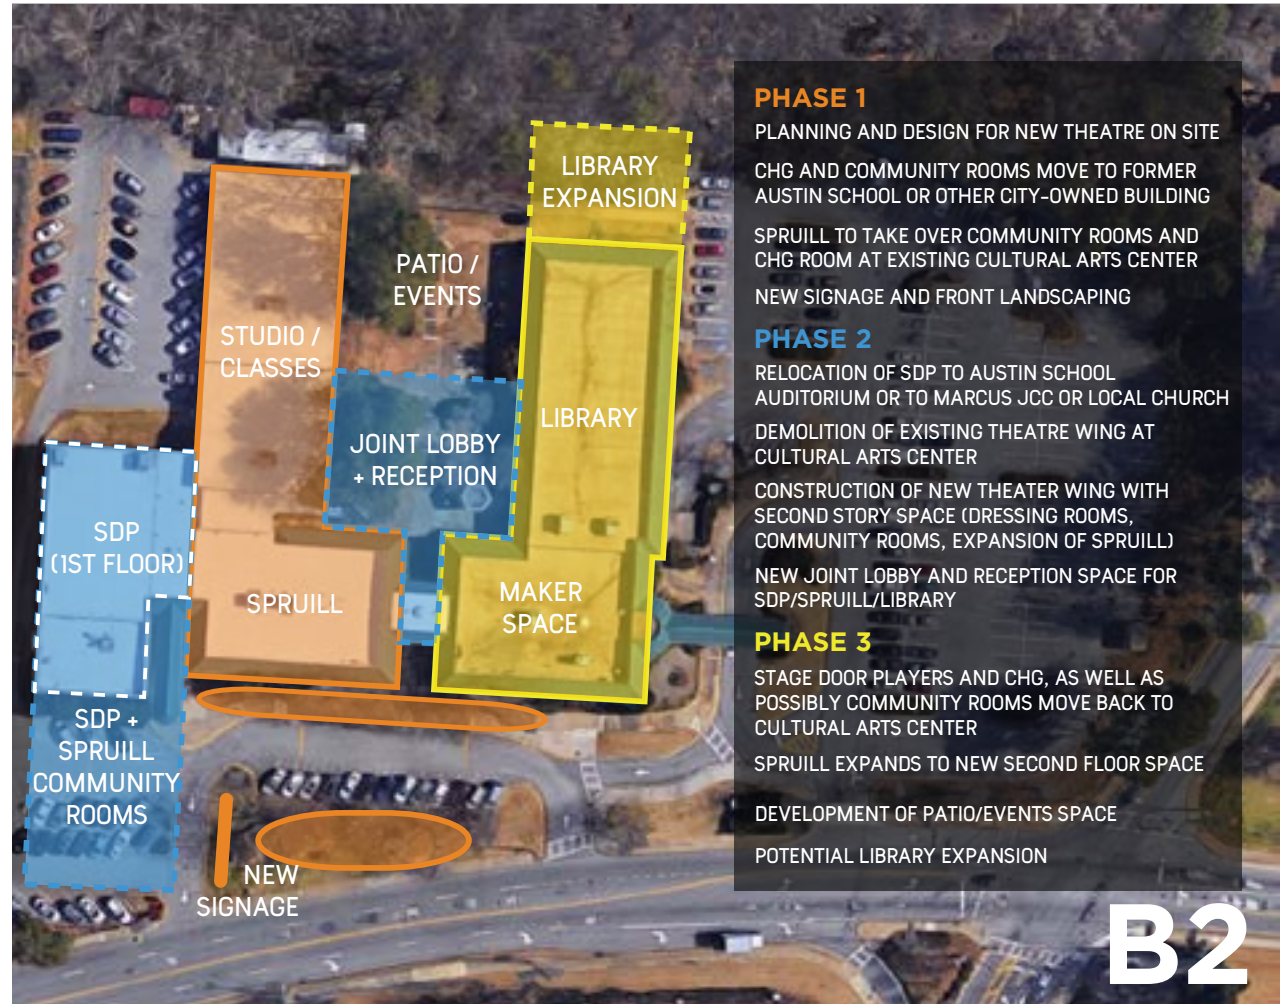 LIBRARY
EXPANSION
PATIO /
EVENTS
STUDIO /
CLASSES
JOINT LOBBY
+ RECEPTION
LIBRARY
SDP
(1ST FLOOR)
SPRUILL
MAKER
SPACE
SDP +
SPRUILL
COMMUNITY
ROOMS
NEW
SIGNAGE
PHASE 1
PLANNING AND DESIGN FOR NEW THEATRE ON SITE
CHG AND COMMUNITY ROOMS MOVE TO FORMER
AUSTIN SCHOOL OR OTHER CITY-OWNED BUILDING
SPRUILL TO TAKE OVER COMMUNITY ROOMS AND
CHG ROOM AT EXISTING CULTURAL ARTS CENTER
NEW SIGNAGE AND FRONT LANDSCAPING
PHASE 2
RELOCATION OF SDP TO AUSTIN SCHOOL
AUDITORIUM OR TO MARCUS JCC OR LOCAL CHURCH
DEMOLITION OF EXISTING THEATRE WING AT
CULTURAL ARTS CENTER
CONSTRUCTION OF NEW THEATER WING WITH
SECOND STORY SPACE (DRESSING ROOMS,
COMMUNITY ROOMS, EXPANSION OF SPRUILL)
NEW JOINT LOBBY AND RECEPTION SPACE FOR
SDP/SPRUILL/LIBRARY
PHASE 3
STAGE DOOR PLAYERS AND CHG, AS WELL AS
POSSIBLY COMMUNITY ROOMS MOVE BACK TO
CULTURAL ARTS CENTER
SPRUILL EXPANDS TO NEW SECOND FLOOR SPACE
DEVELOPMENT OF PATIO/EVENTS SPACE
POTENTIAL LIBRARY EXPANSION
B2